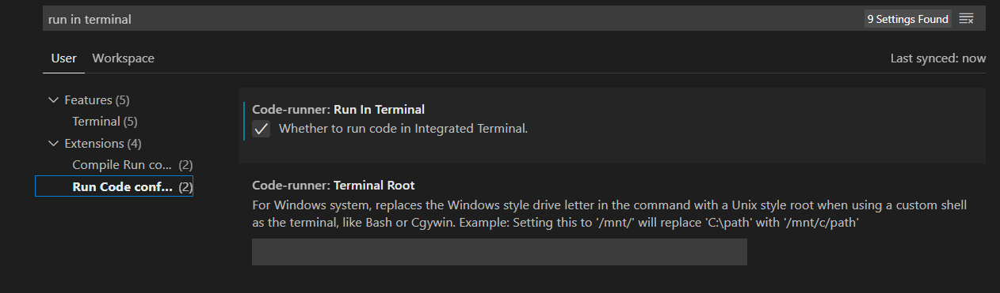 run in terminal
9 Settings Found
User
Workspace
Last synced: now
Features (5)
Terminal (5)
Extensions (4)
Compile Run co... (2)
Run Code conf... (2)
Code-runner: Run In Terminal
Whether to run code in Integrated Terminal.
Code-runner: Terminal Root
For Windows system, replaces the Windows style drive letter in the command with a Unix style root when using a custom shell
as the terminal, like Bash or Cgywin. Example: Setting this to '/mnt/' will replace 'C:\path' with '/mnt/c/path'